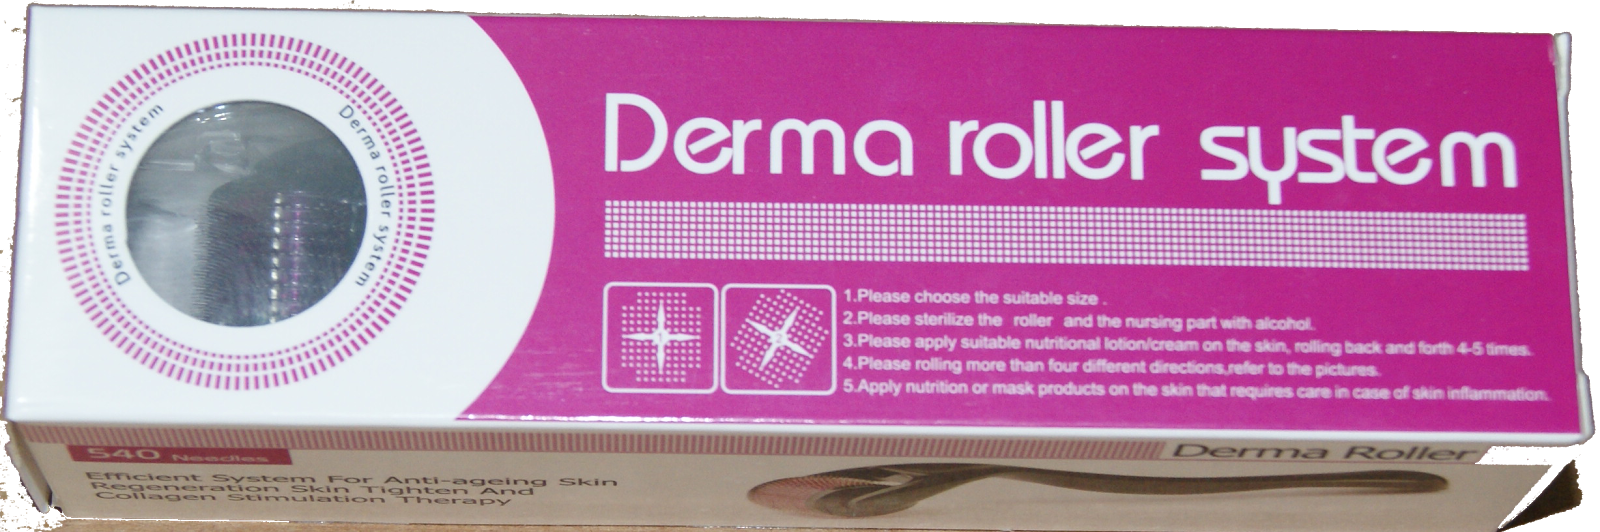 Derma roller system
Derma roller system
Derma roller system
1
2
1.Please choose the suitable size .
2.Please sterilize the roller and the nursing part with alcohol.
3.Please apply suitable nutritional lotion/cream on the skin, rolling back and forth 4-5 times.
4.Please rolling more than four different directions,refer to the pictures.
5.Apply nutrition or mask products on the skin that requires care in case of skin inflammation.
540 Needles
Derma Roller
Efficient System For Anti-ageing Skin
Regeneration Skin Tighten And
Collagen Stimulation Therapy